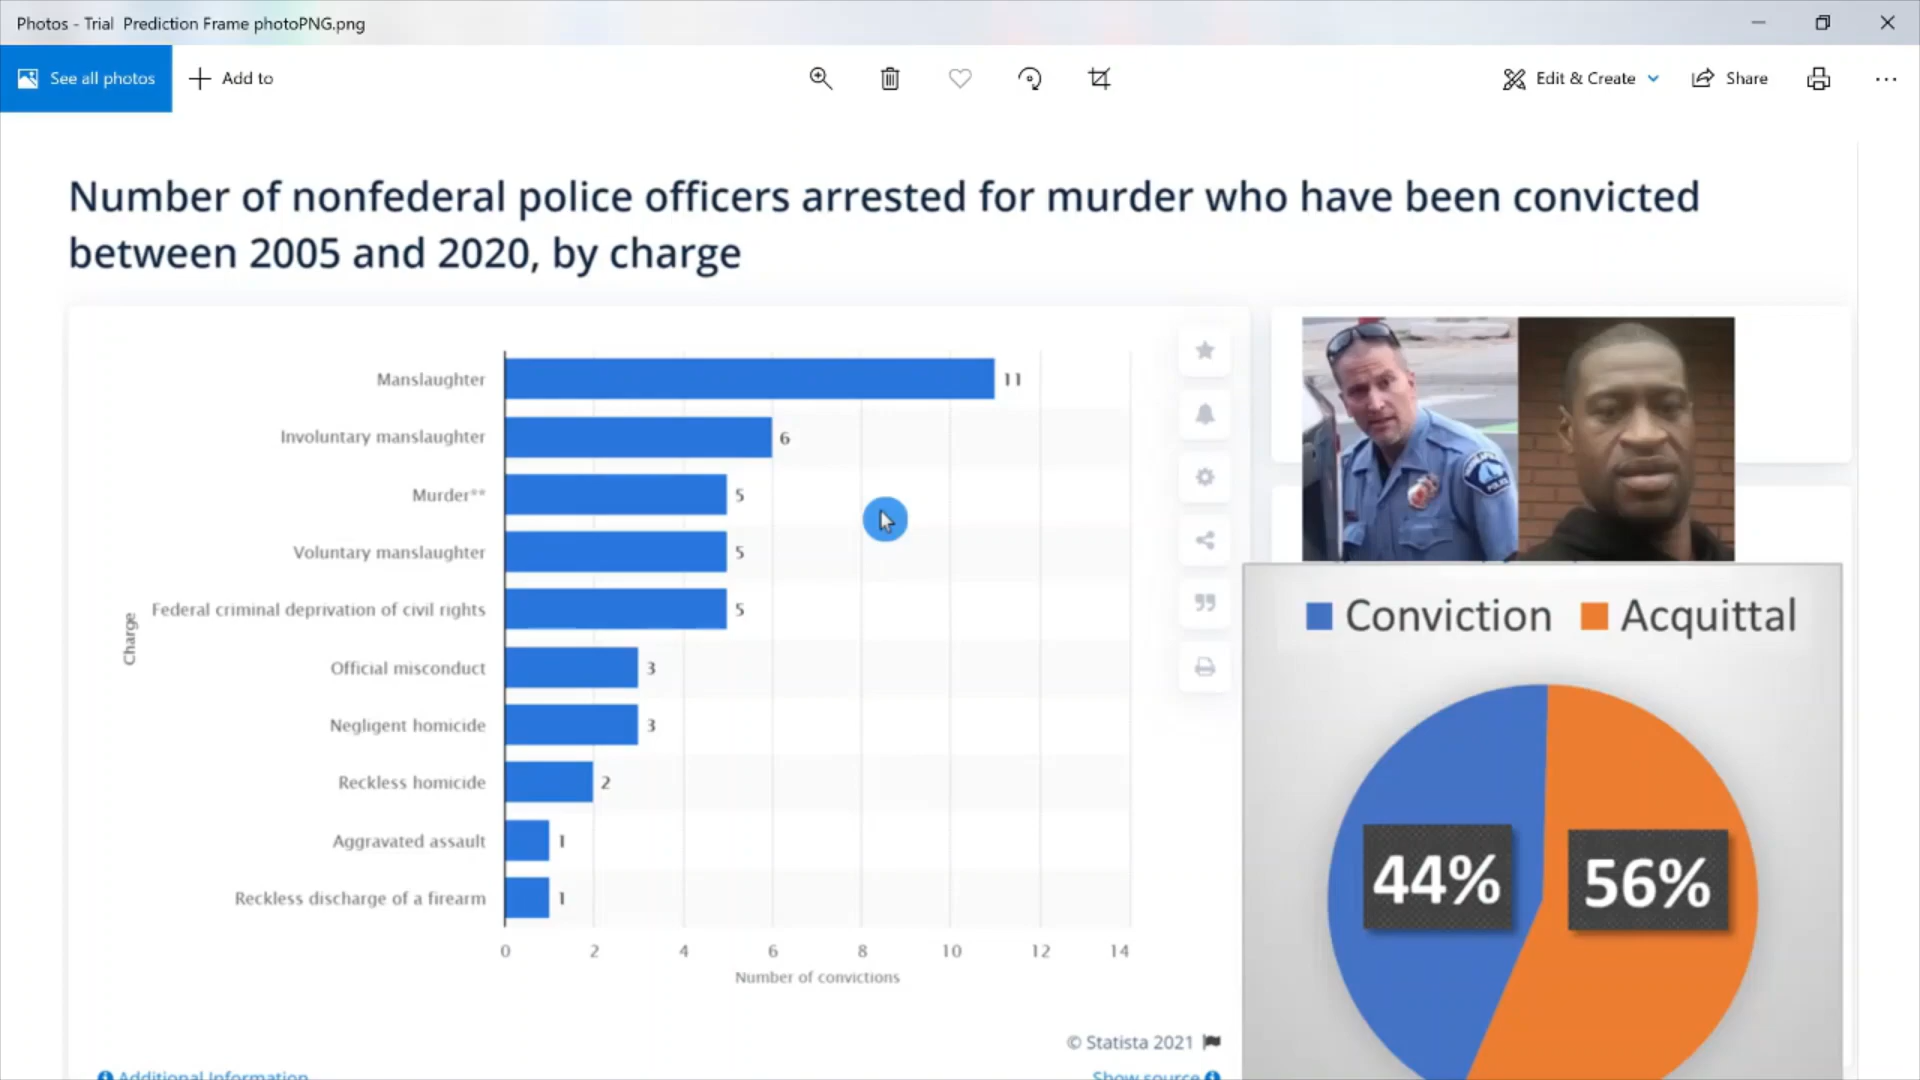 Photos - Trial  Prediction Frame photoPNG.png
See all photos
Add to
Edit & Create
Share
Number of nonfederal police officers arrested for murder who have been convicted
between 2005 and 2020, by charge
Charge
Manslaughter 11
Involuntary manslaughter 6
Murder** 5
Voluntary manslaughter 5
Federal criminal deprivation of civil rights 5
Official misconduct 3
Negligent homicide 3
Reckless homicide 2
Aggravated assault 1
Reckless discharge of a firearm 1
0 2 4 6 8 10 12 14
Number of convictions
© Statista 2021
Additional Information
Show source
Conviction Acquittal
44% 56%